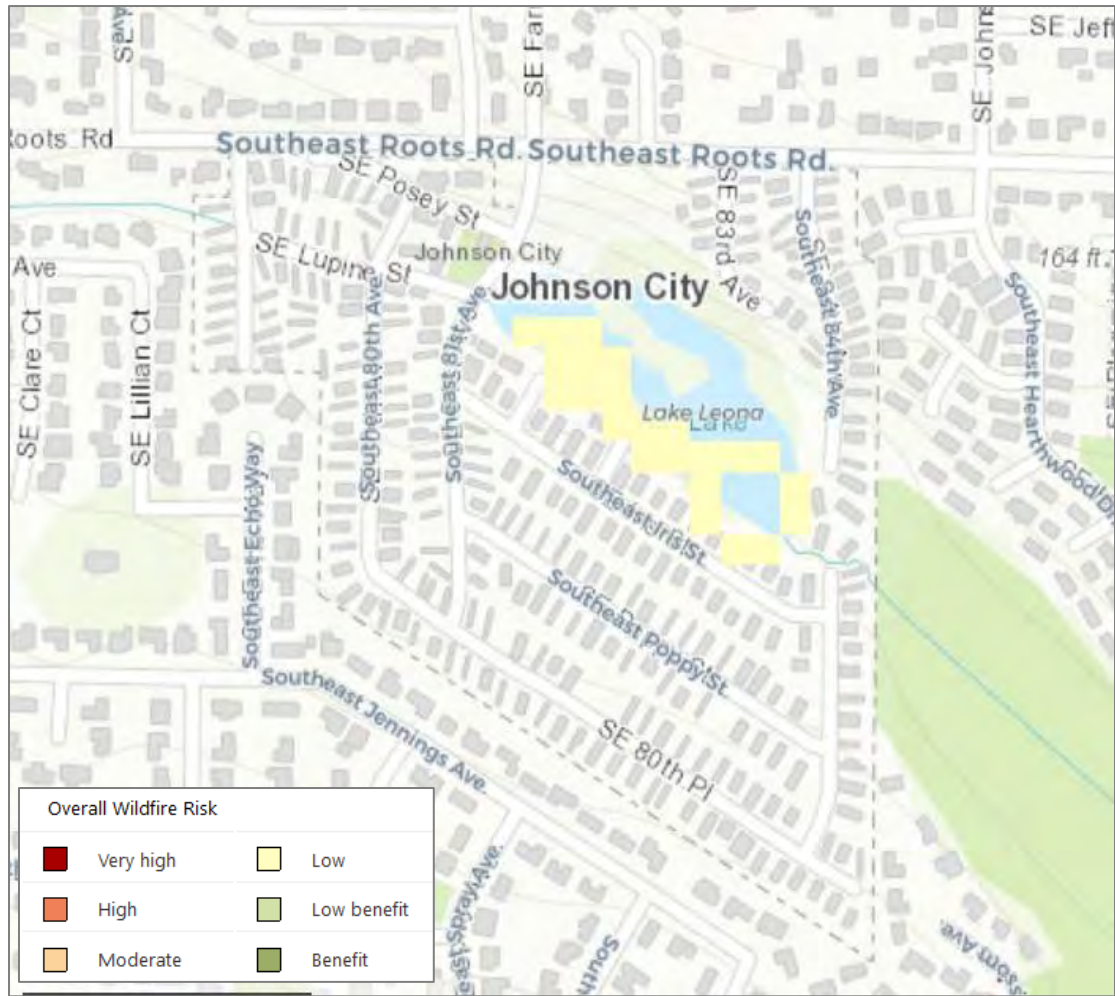 SE Jeff
SE Johns
SE Far
Ave.
SE
Roots Rd
Southeast Roots Rd. Southeast Roots Rd.
SE Posey St
SE 83rd Ave
Southeast 84th Ave.
Johnson City
SE Lupine St
Ave
164 ft
Johnson City
Southeast 80th Ave.
Southeast 81st Ave.
SE Clare Ct
SE Lillian Ct
Lake Leona
Lake
Southeast Hearthwood Dr
Southeast Echo Way
Southeast Iris St.
Southeast Poppy St.
Southeast Jennings Ave.
SE 80th Pl
Overall Wildfire Risk
Very high
Low
High
Low benefit
Moderate
Benefit
east Spray Ave.
South
ssom Ave.